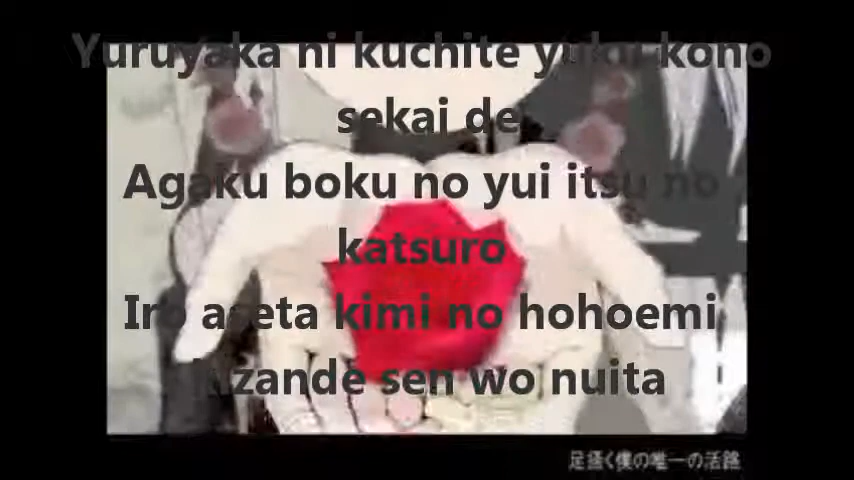 Yuruyaka ni kuchite yuku kono
sekai de
Agaku boku no yui itsu no
katsuro
Iro aseta kimi no hohoemi
kizande sen wo nuita
足掻く僕の唯一の活路